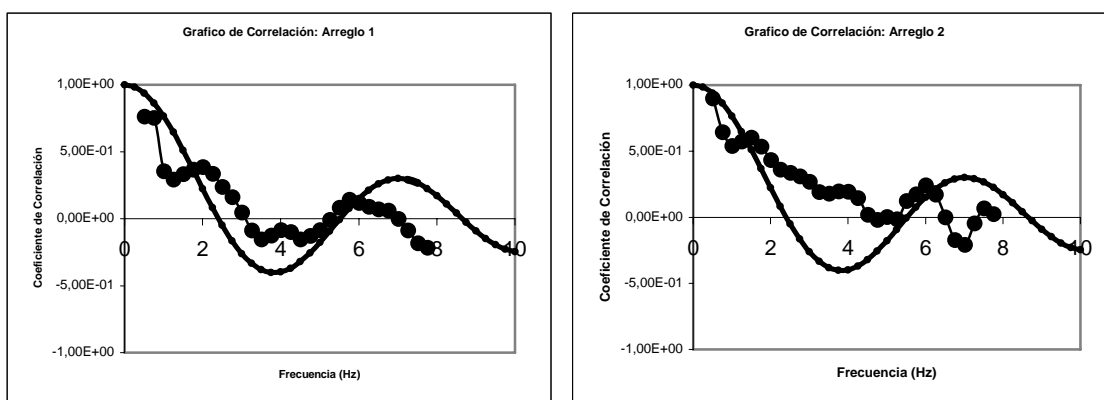 Grafico de Correlación: Arreglo 1
1,00E+00
5,00E-01
0,00E+00
-5,00E-01
-1,00E+00
0 2 4 6 8 10
Coeficiente de Correlación
Frecuencia (Hz)
Grafico de Correlación: Arreglo 2
1,00E+00
5,00E-01
0,00E+00
-5,00E-01
-1,00E+00
0 2 4 6 8 10
Coeficiente de Correlación
Frecuencia (Hz)